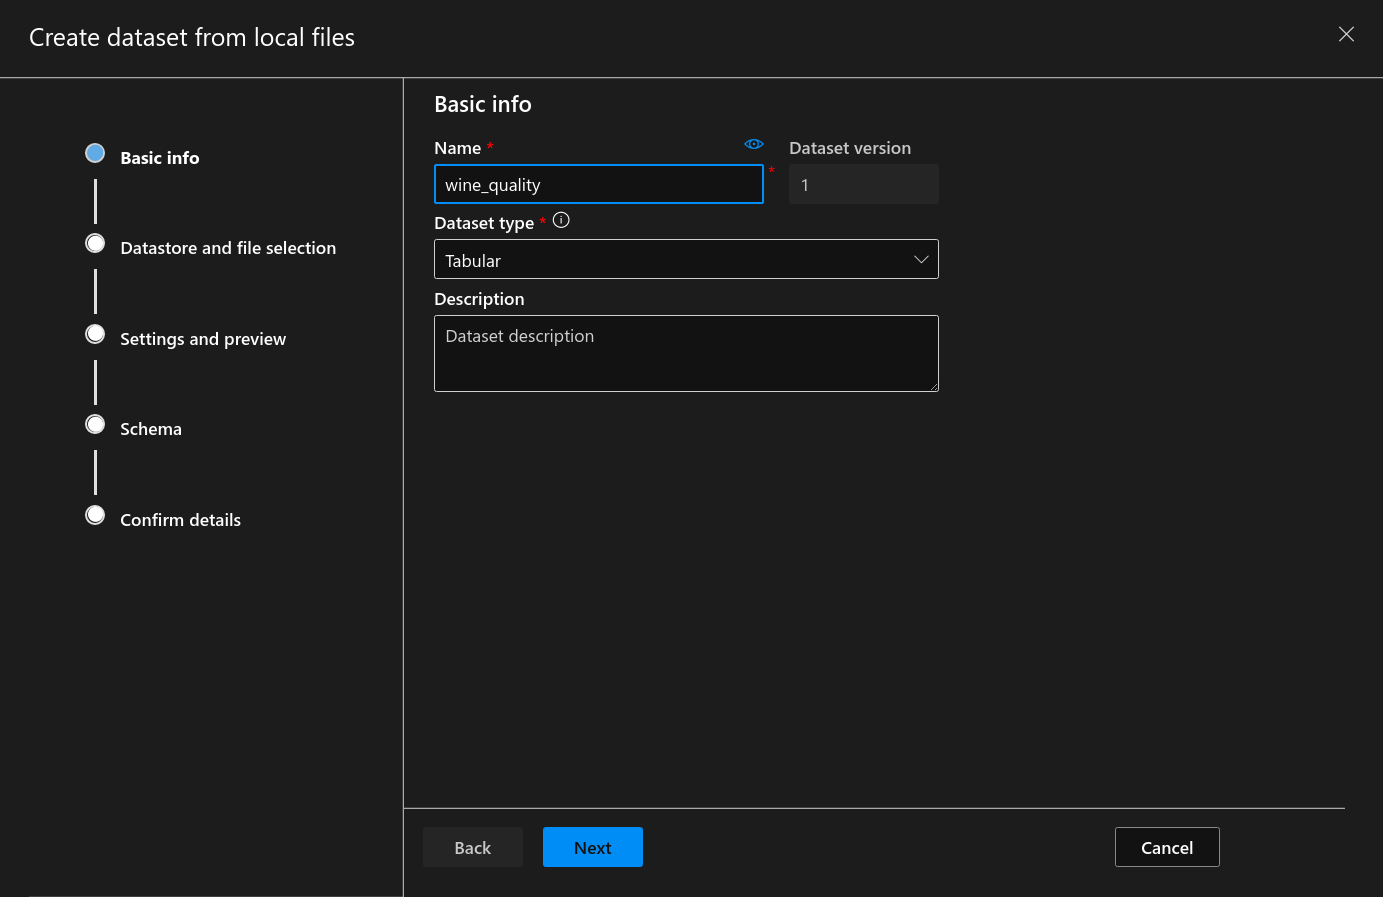 Create dataset from local files
Basic info
Datastore and file selection
Settings and preview
Schema
Confirm details
Basic info
Name *
Dataset version
wine_quality
*
1
Dataset type *
Tabular
Description
Dataset description
Back
Next
Cancel